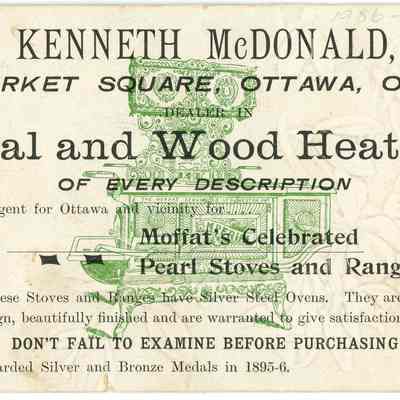 1986-
KENNETH McDONALD,
RKET SQUARE, OTTAWA, O
DEALER IN
al and Wood Heat
OF EVERY DESCRIPTION
gent for Ottawa and vicinity for
Moffat's Celebrated
Pearl Stoves and Rang
ese Stoves and Ranges have Silver Steel Ovens. They are
gn, beautifully finished and are warranted to give satisfaction
DON'T FAIL TO EXAMINE BEFORE PURCHASING
arded Silver and Bronze Medals in 1895-6.